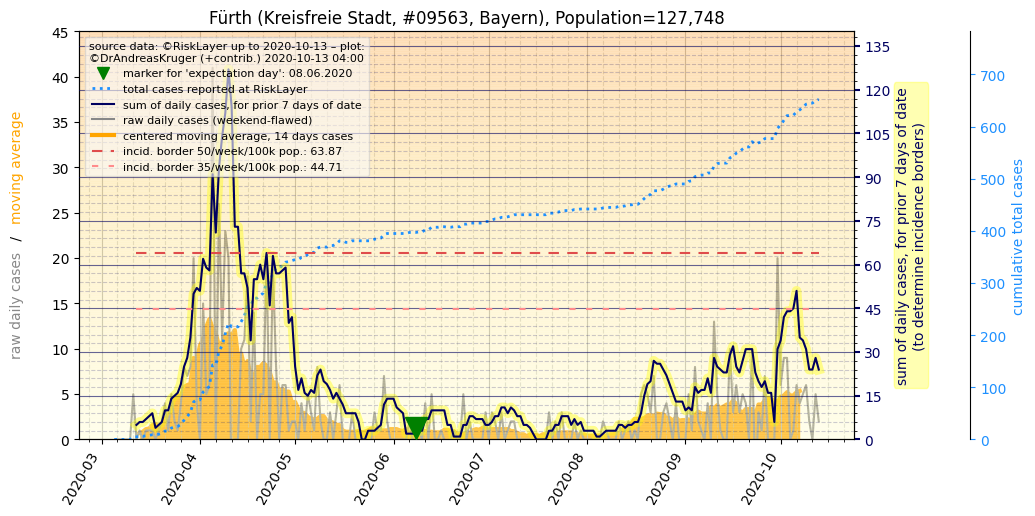 Fürth (Kreisfreie Stadt, #09563, Bayern), Population=127,748
source data: ©RiskLayer up to 2020-10-13 – plot:
©DrAndreasKruger (+contrib.) 2020-10-13 04:00
marker for 'expectation day': 08.06.2020
total cases reported at RiskLayer
sum of daily cases, for prior 7 days of date
raw daily cases (weekend-flawed)
centered moving average, 14 days cases
incid. border 50/week/100k pop.: 63.87
incid. border 35/week/100k pop.: 44.71
raw daily cases / moving average
45
40
35
30
25
20
15
10
5
0
2020-03
2020-04
2020-05
2020-06
2020-07
2020-08
2020-09
2020-10
135
120
105
90
75
60
45
30
15
0
sum of daily cases, for prior 7 days of date
(to determine incidence borders)
700
600
500
400
300
200
100
0
cumulative total cases